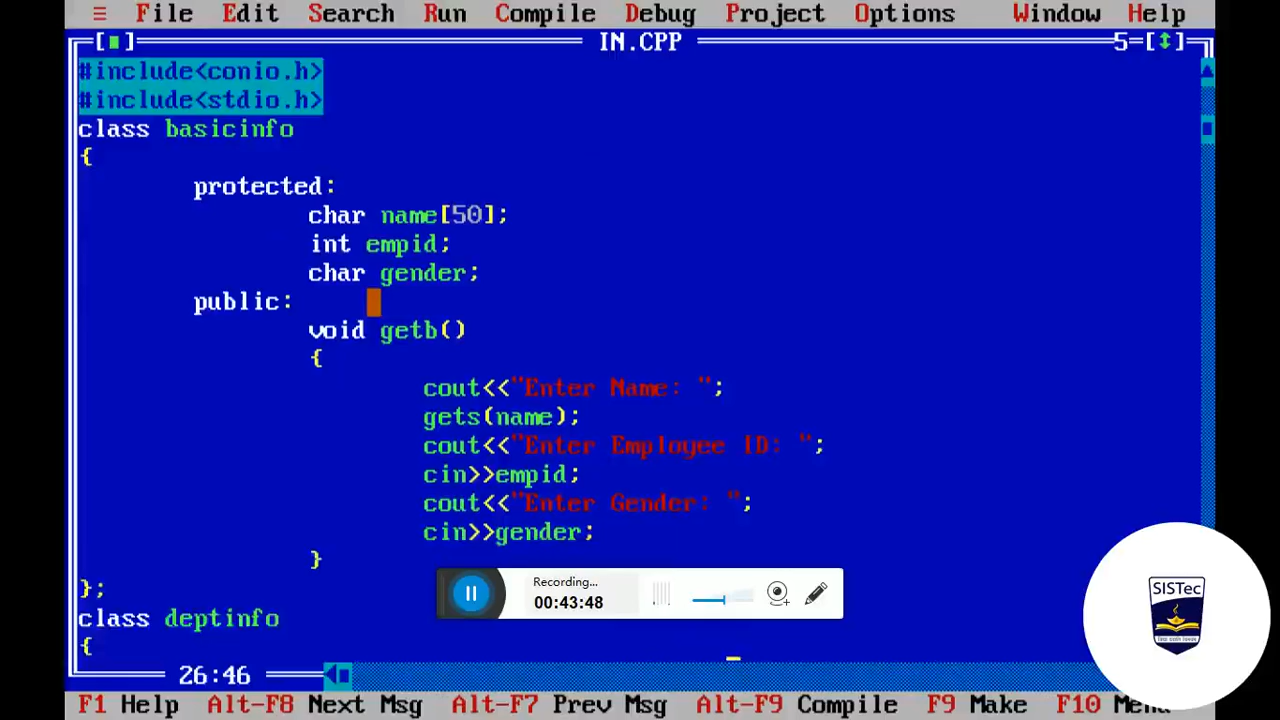 ≡ File Edit Search Run Compile Debug Project Options Window Help
[■] IN.CPP 5=[↕]
#include<conio.h>
#include<stdio.h>
class basicinfo
{
protected:
char name[50];
int empid;
char gender;
public:
void getb()
{
cout<<"Enter Name: ";
gets(name);
cout<<"Enter Employee ID: ";
cin>>empid;
cout<<"Enter Gender: ";
cin>>gender;
}
};
class deptinfo
{
Recording...
00:43:48
SISTec
26:46
F1 Help Alt-F8 Next Msg Alt-F7 Prev Msg Alt-F9 Compile F9 Make F10 Menu